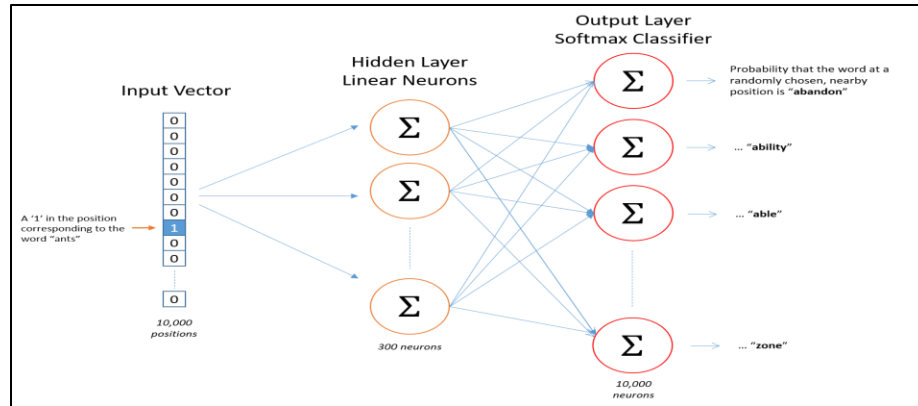 Output Layer
Softmax Classifier
Hidden Layer
Linear Neurons
Input Vector
0
0
0
0
0
0
0
1
0
0
0
A ‘1’ in the position
corresponding to the
word “ants”
10,000
positions
Σ
Σ
Σ
300 neurons
Σ
Σ
Σ
Σ
10,000
neurons
Probability that the word at a
randomly chosen, nearby
position is “abandon”
... “ability”
... “able”
... “zone”